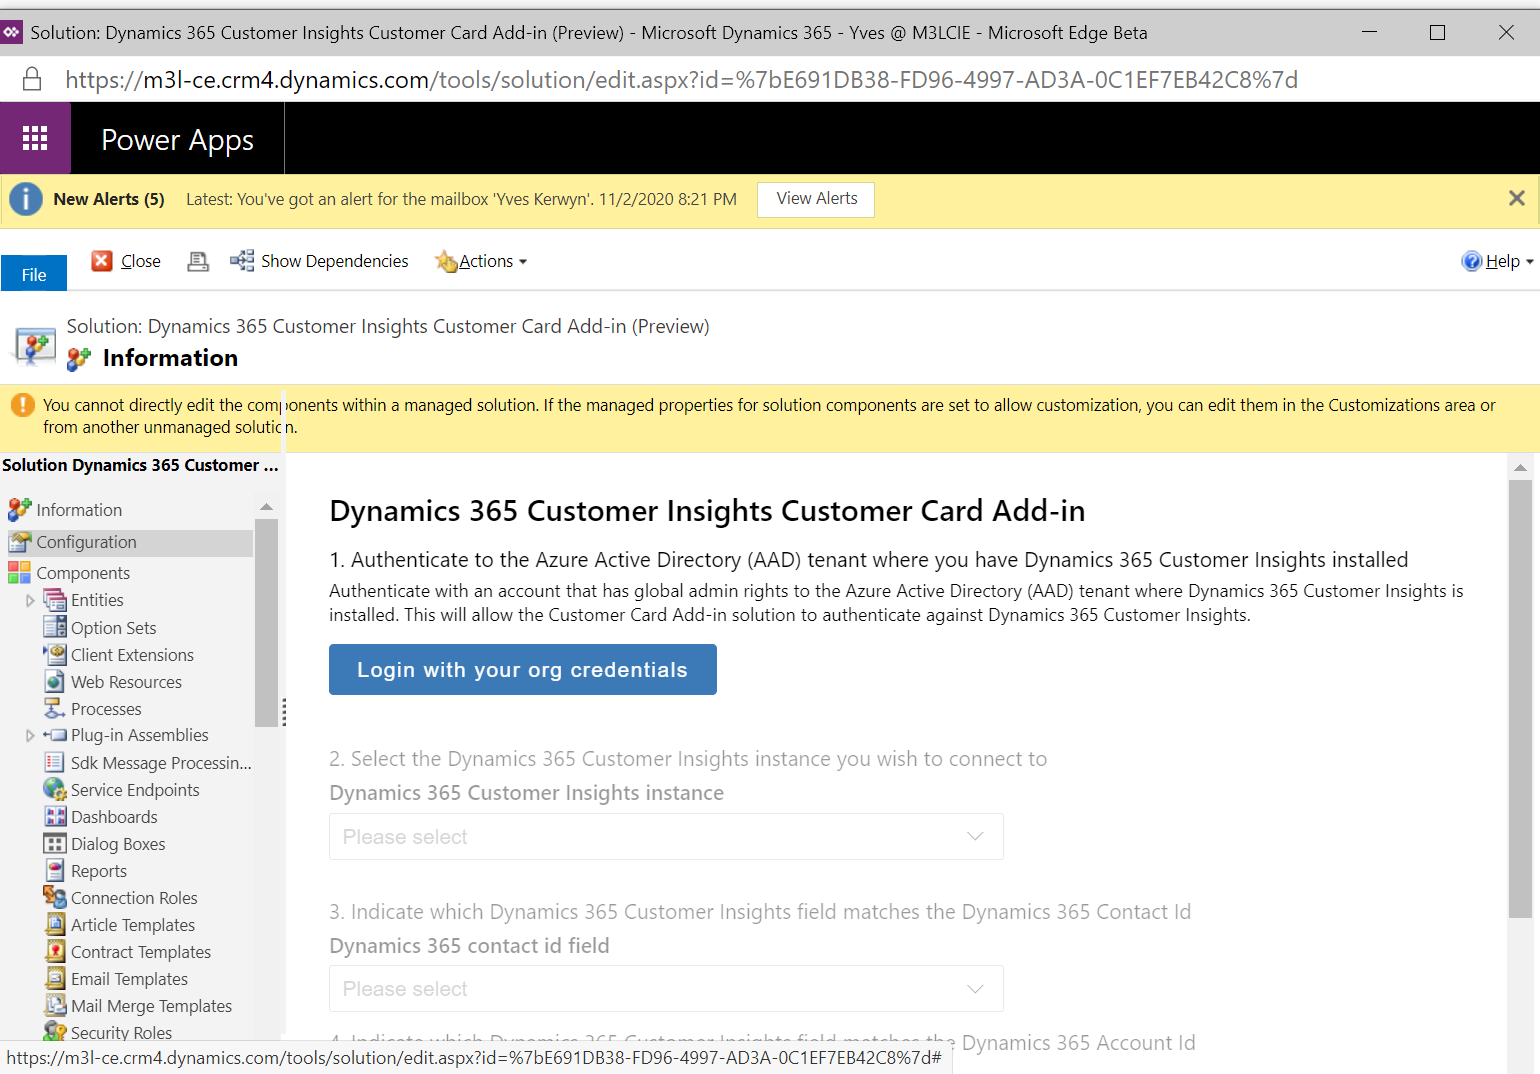 Solution: Dynamics 365 Customer Insights Customer Card Add-in (Preview) - Microsoft Dynamics 365 - Yves @ M3LCIE - Microsoft Edge Beta
https://m3l-ce.crm4.dynamics.com/tools/solution/edit.aspx?id=%7bE691DB38-FD96-4997-AD3A-0C1EF7EB42C8%7d
Power Apps
New Alerts (5) Latest: You've got an alert for the mailbox 'Yves Kerwyn'. 11/2/2020 8:21 PM View Alerts
File Close Show Dependencies Actions Help
Solution: Dynamics 365 Customer Insights Customer Card Add-in (Preview)
Information
You cannot directly edit the components within a managed solution. If the managed properties for solution components are set to allow customization, you can edit them in the Customizations area or
from another unmanaged solution.
Solution Dynamics 365 Customer ...
Information
Configuration
Components
Entities
Option Sets
Client Extensions
Web Resources
Processes
Plug-in Assemblies
Sdk Message Processin...
Service Endpoints
Dashboards
Dialog Boxes
Reports
Connection Roles
Article Templates
Contract Templates
Email Templates
Mail Merge Templates
Security Roles
Dynamics 365 Customer Insights Customer Card Add-in
1. Authenticate to the Azure Active Directory (AAD) tenant where you have Dynamics 365 Customer Insights installed
Authenticate with an account that has global admin rights to the Azure Active Directory (AAD) tenant where Dynamics 365 Customer Insights is
installed. This will allow the Customer Card Add-in solution to authenticate against Dynamics 365 Customer Insights.
Login with your org credentials
2. Select the Dynamics 365 Customer Insights instance you wish to connect to
Dynamics 365 Customer Insights instance
Please select
3. Indicate which Dynamics 365 Customer Insights field matches the Dynamics 365 Contact Id
Dynamics 365 contact id field
Please select
4. Indicate which Dynamics 365 Customer Insights field matches the Dynamics 365 Account Id
https://m3l-ce.crm4.dynamics.com/tools/solution/edit.aspx?id=%7bE691DB38-FD96-4997-AD3A-0C1EF7EB42C8%7d#